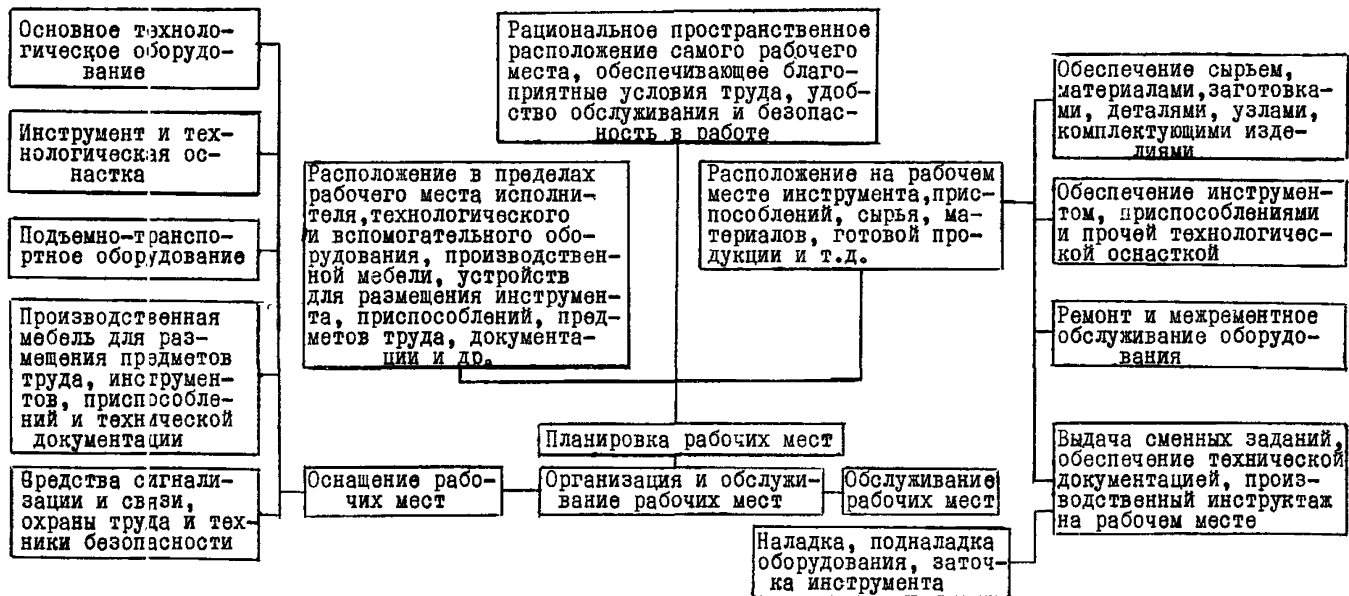 Основное техноло-
гическое оборудо-
вание
Инструмент и тех-
нологическая ос-
настка
Подъемно-транспо-
ртное оборудование
Производственная
мебель для раз-
мещения предметов
труда, инструмен-
тов, приспособле-
ний и технической
документации
Средства сигнали-
зации и связи,
охраны труда и тех-
ники безопасности
Рациональное пространственное
расположение самого рабочего
места, обеспечивающее благо-
приятные условия труда, удоб-
ство обслуживания и безопас-
ность в работе
Расположение в пределах
рабочего места исполни-
теля,технологического
и вспомогательного обо-
рудования, производствен-
ной мебели, устройств
для размещения инструмен-
та, приспособлений, пред-
метов труда, документа-
ции и др.
Расположение на рабочем
месте инструмента,прис-
пособлений, сырья, ма-
териалов, готовой про-
дукции и т.д.
Планировка рабочих мест
Оснащение рабо-
чих мест
Организация и обслужи-
вание рабочих мест
Обслуживание
рабочих мест
Обеспечение сырьем,
материалами,заготовка-
ми, деталями, узлами,
комплектующими изде-
лиями
Обеспечение инструмен-
том, приспособлениями
и прочей технологичес-
кой оснасткой
Ремонт и межрементное
обслуживание оборудо-
вания
Выдача сменных заданий,
обеспечение технической
документацией, произ-
водственный инструктаж
на рабочем месте
Наладка, подналадка
оборудования, заточ-
ка инструмента